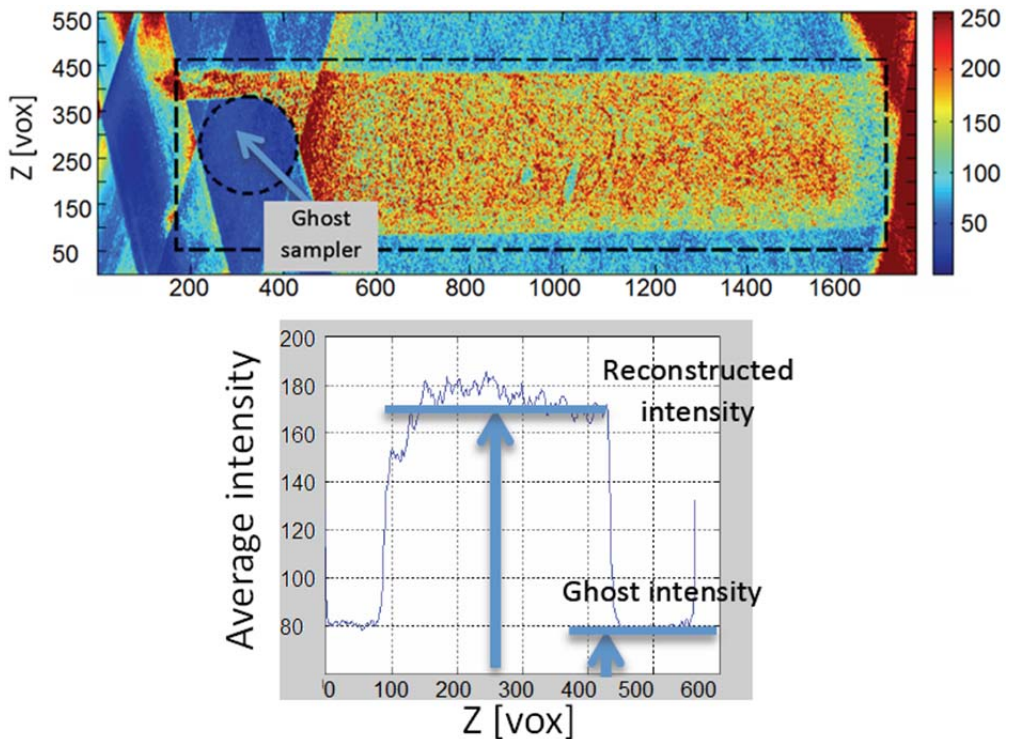 Z [vox]
550
450
350
250
150
50
200 400 600 800 1000 1200 1400 1600
250
200
150
100
50
Ghost
sampler
Average intensity
200
180
160
140
120
100
80
Reconstructed
intensity
Ghost intensity
0 100 200 300 400 500 600
Z [vox]